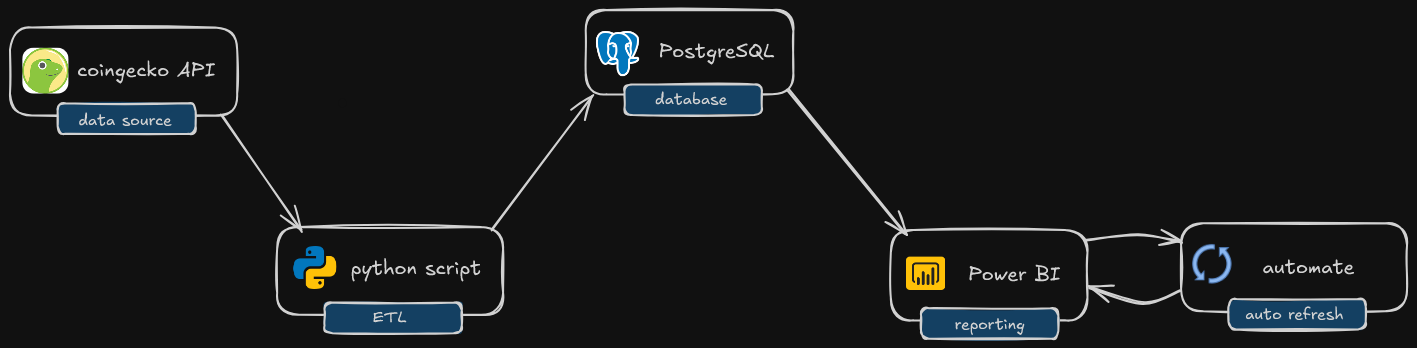 coingecko API
data source
python script
ETL
PostgreSQL
database
Power BI
reporting
automate
auto refresh